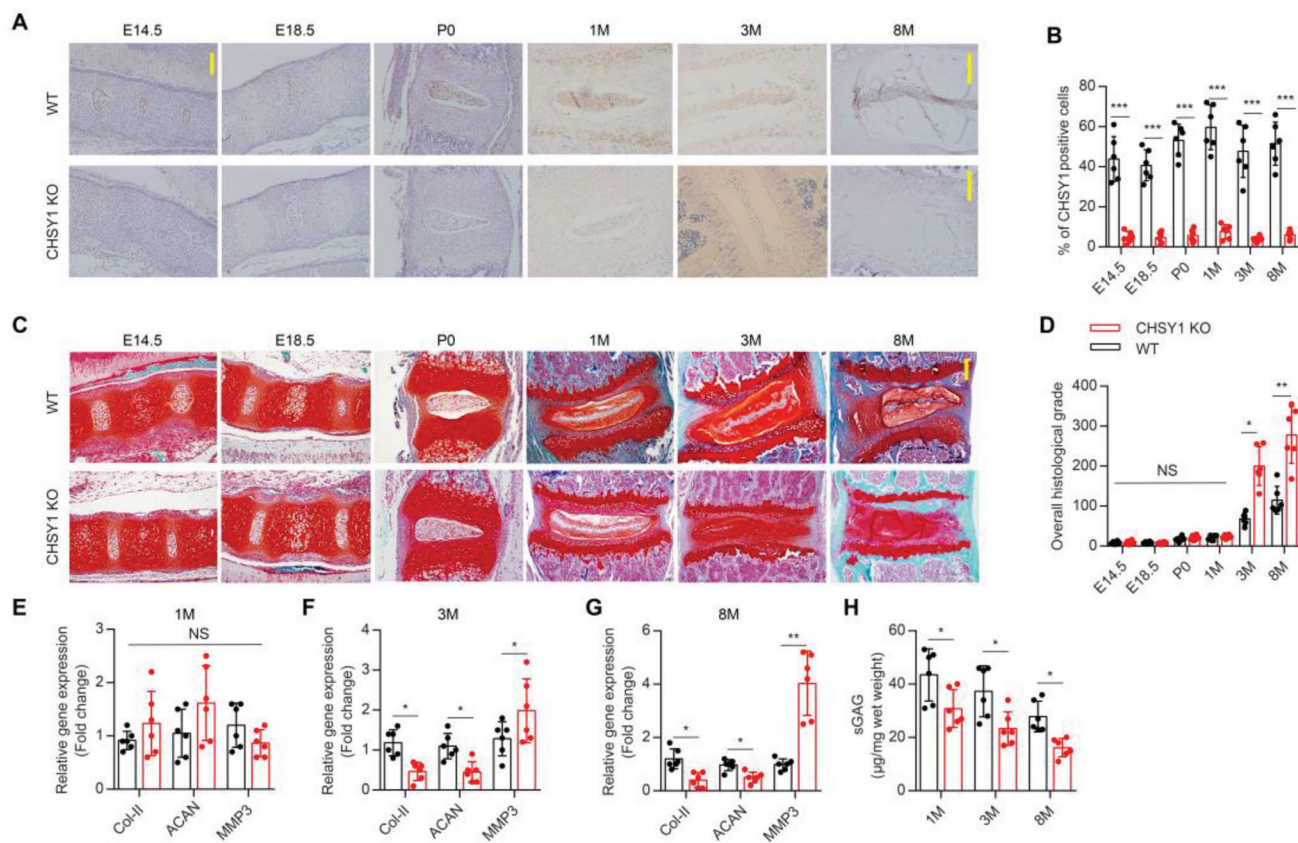 A
E14.5 E18.5 P0 1M 3M 8M
WT
CHSY1 KO
B
% of CHSY1 positive cells
80
60
40
20
0
*** *** *** *** *** ***
E14.5 E18.5 P0 1M 3M 8M
C
E14.5 E18.5 P0 1M 3M 8M
WT
CHSY1 KO
D
CHSY1 KO
WT
Overall histological grade
400
300
200
100
0
NS * **
E14.5 E18.5 P0 1M 3M 8M
E
1M
Relative gene expression
(Fold change)
3
2
1
0
NS
Col-II ACAN MMP3
F
3M
Relative gene expression
(Fold change)
4
3
2
1
0
* * *
Col-II ACAN MMP3
G
8M
Relative gene expression
(Fold change)
6
4
2
0
* * **
Col-II ACAN MMP3
H
sGAG
(μg/mg wet weight)
60
40
20
0
* * *
1M 3M 8M